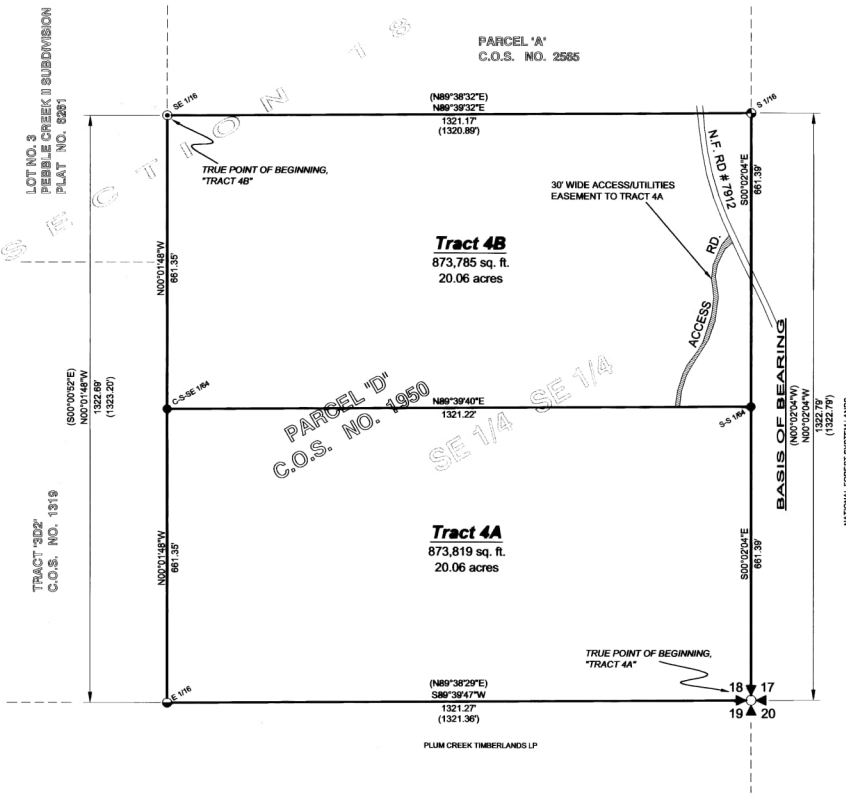 LOT NO. 3
PEBBLE CREEK II SUBDIVISION
PLAT NO. 6261
SECTION 18
PARCEL 'A'
C.O.S. NO. 2565
SE 1/16
(N89°38'32"E)
N89°39'32"E
1321.17'
(1320.89')
S 1/16
TRUE POINT OF BEGINNING,
"TRACT 4B"
N.F. RD # 7912
S00°02'04"E
661.39'
30' WIDE ACCESS/UTILITIES
EASEMENT TO TRACT 4A
Tract 4B
873,785 sq. ft.
20.06 acres
N00°01'48"W
661.35'
ACCESS RD.
(S00°00'52"E)
N00°01'48"W
1322.69'
(1323.20')
C-S-SE 1/64
PARCEL "D"
C.O.S. NO. 1950
N89°39'40"E
1321.22'
SE 1/4 SE 1/4
S-S 1/64
BASIS OF BEARING
(N00°02'04"W)
N00°02'04"W
1322.79'
(1322.79')
TRACT '3D2'
C.O.S. NO. 1319
N00°01'48"W
661.35'
Tract 4A
873,819 sq. ft.
20.06 acres
S00°02'04"E
661.39'
TRUE POINT OF BEGINNING,
"TRACT 4A"
E 1/16
(N89°38'29"E)
S89°39'47"W
1321.27'
(1321.36')
18 17
19 20
PLUM CREEK TIMBERLANDS LP